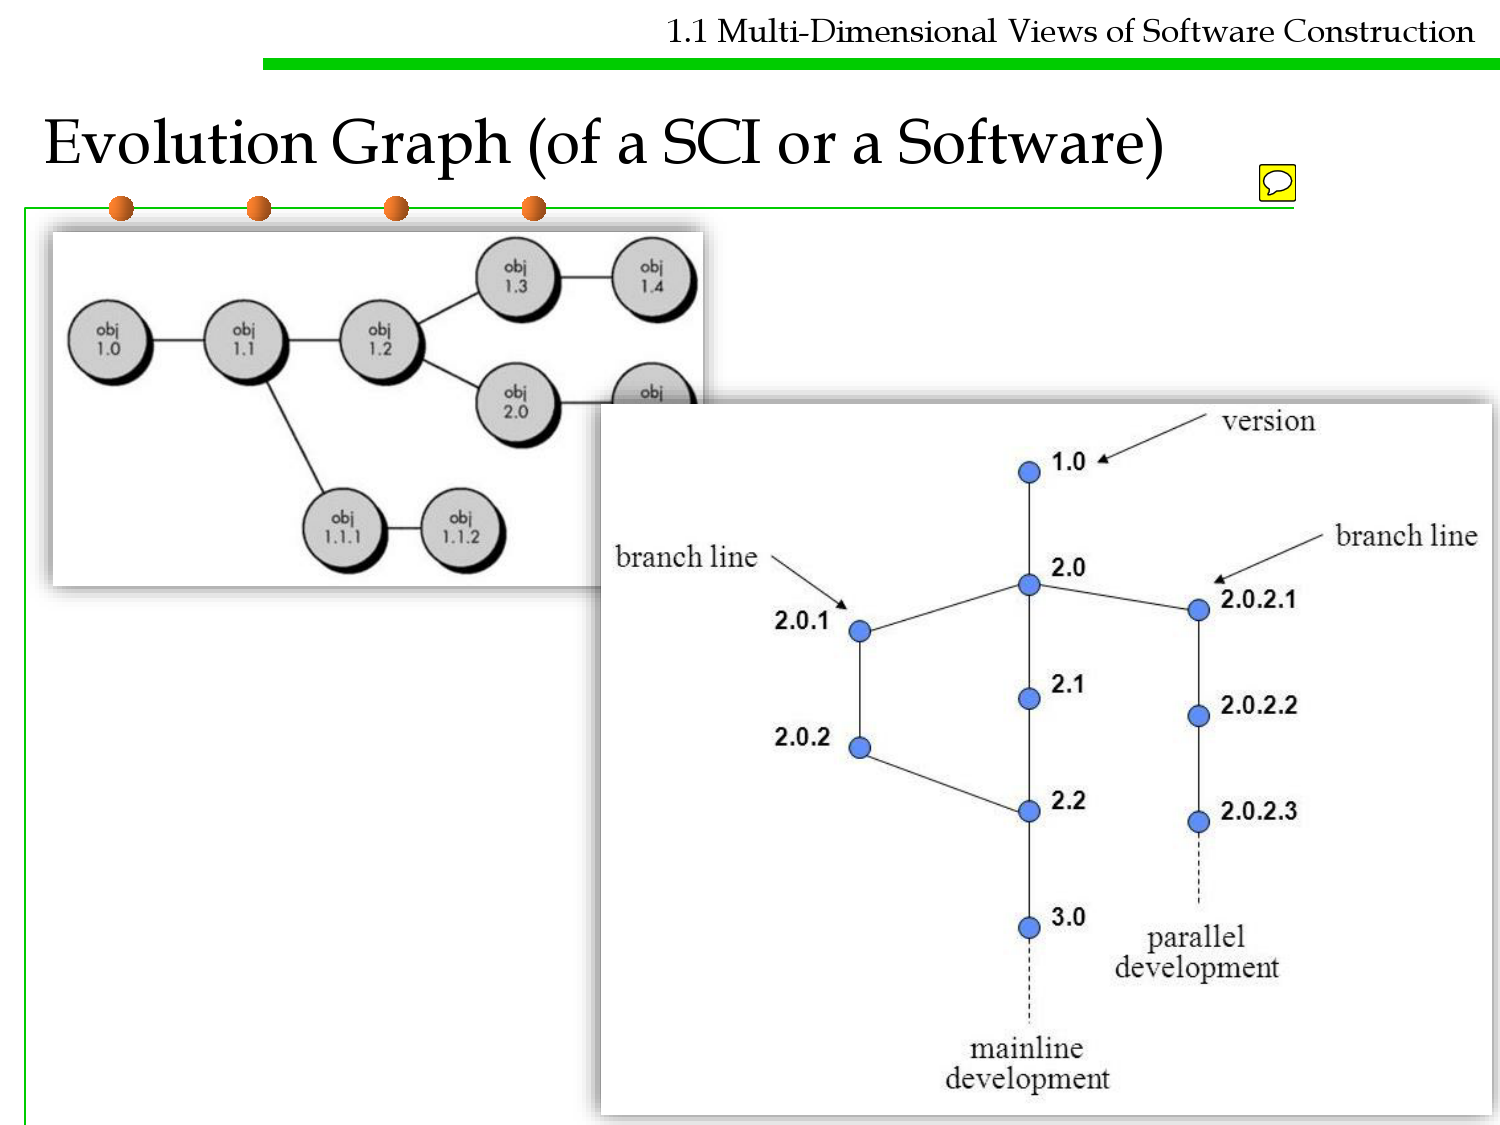 1.1 Multi-Dimensional Views of Software Construction
Evolution Graph (of a SCI or a Software)
obj
1.0
obj
1.1
obj
1.2
obj
1.3
obj
1.4
obj
2.0
obj
obj
1.1.1
obj
1.1.2
version
1.0
branch line
branch line
2.0
2.0.1
2.0.2.1
2.1
2.0.2.2
2.0.2
2.2
2.0.2.3
3.0
parallel
development
mainline
development